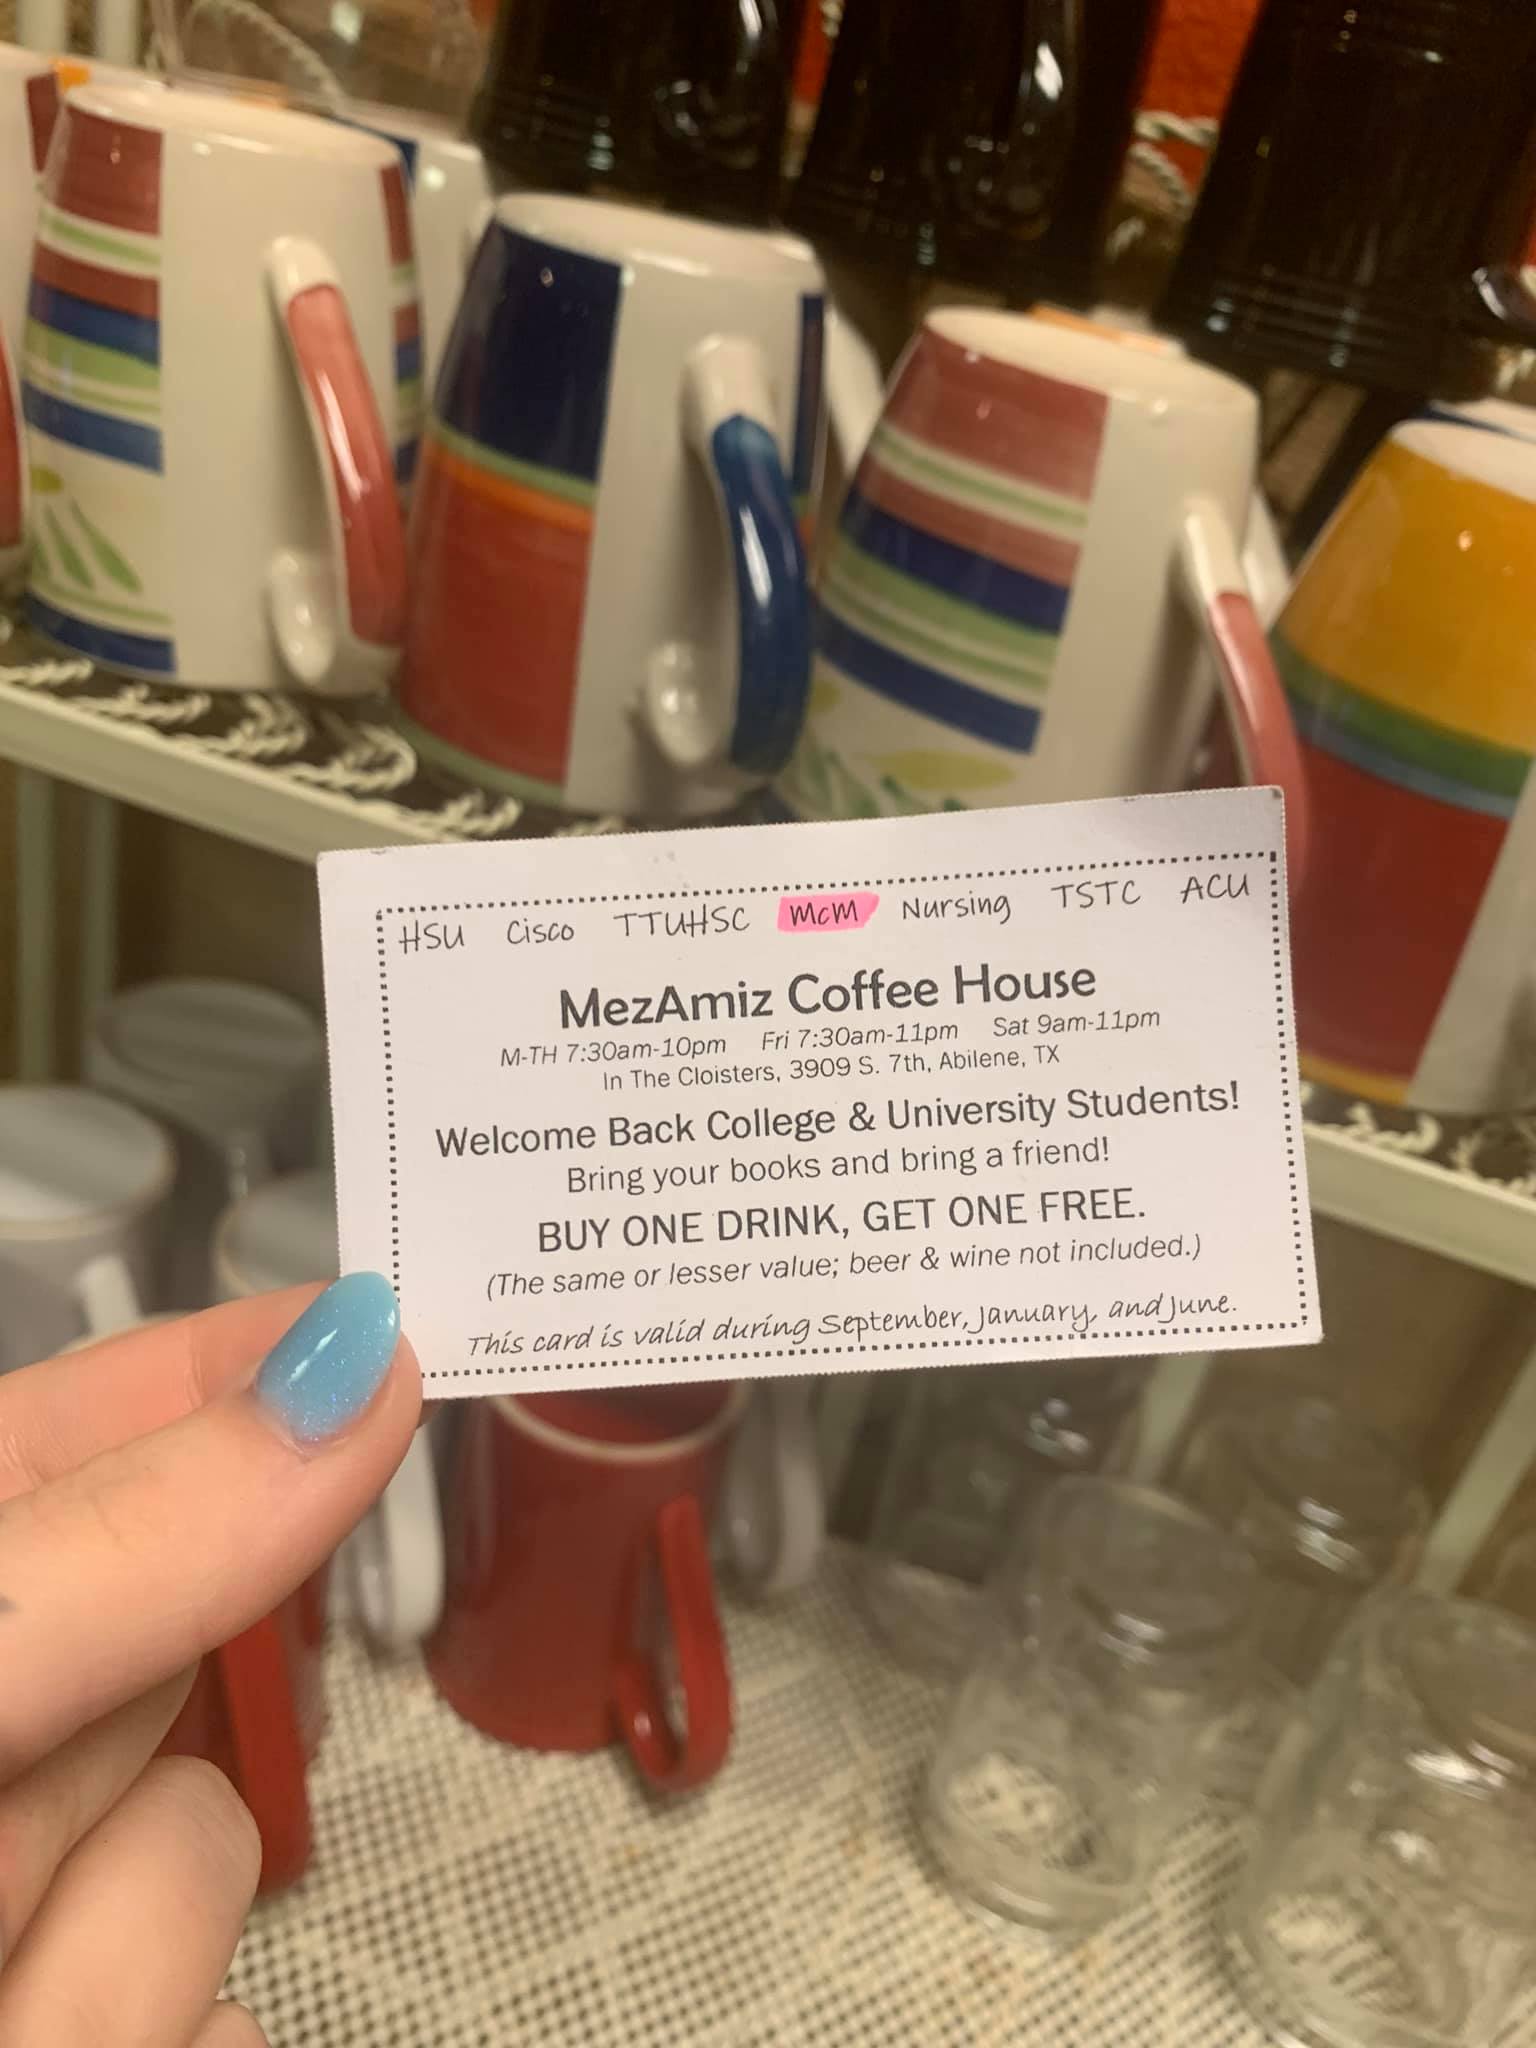 HSU Cisco TTUHSC McM Nursing TSTC ACU
MezAmiz Coffee House
M-TH 7:30am-10pm Fri 7:30am-11pm Sat 9am-11pm
In The Cloisters, 3909 S. 7th, Abilene, TX
Welcome Back College & University Students!
Bring your books and bring a friend!
BUY ONE DRINK, GET ONE FREE.
(The same or lesser value; beer & wine not included.)
This card is valid during September, January, and June.